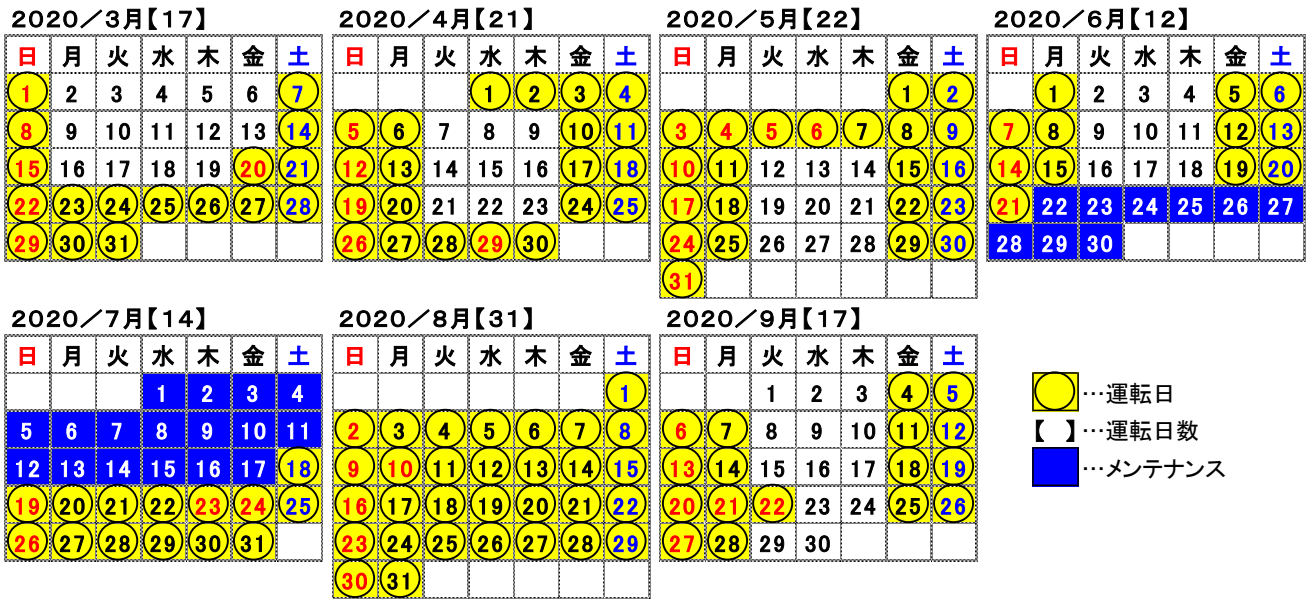 2020/3月【17】
日 月 火 水 木 金 土
1 2 3 4 5 6 7
8 9 10 11 12 13 14
15 16 17 18 19 20 21
22 23 24 25 26 27 28
29 30 31
2020/4月【21】
日 月 火 水 木 金 土
1 2 3 4
5 6 7 8 9 10 11
12 13 14 15 16 17 18
19 20 21 22 23 24 25
26 27 28 29 30
2020/5月【22】
日 月 火 水 木 金 土
1 2
3 4 5 6 7 8 9
10 11 12 13 14 15 16
17 18 19 20 21 22 23
24 25 26 27 28 29 30
31
2020/6月【12】
日 月 火 水 木 金 土
1 2 3 4 5 6
7 8 9 10 11 12 13
14 15 16 17 18 19 20
21 22 23 24 25 26 27
28 29 30
2020/7月【14】
日 月 火 水 木 金 土
1 2 3 4
5 6 7 8 9 10 11
12 13 14 15 16 17 18
19 20 21 22 23 24 25
26 27 28 29 30 31
2020/8月【31】
日 月 火 水 木 金 土
1
2 3 4 5 6 7 8
9 10 11 12 13 14 15
16 17 18 19 20 21 22
23 24 25 26 27 28 29
30 31
2020/9月【17】
日 月 火 水 木 金 土
1 2 3 4 5
6 7 8 9 10 11 12
13 14 15 16 17 18 19
20 21 22 23 24 25 26
27 28 29 30
…運転日
【 】…運転日数
…メンテナンス